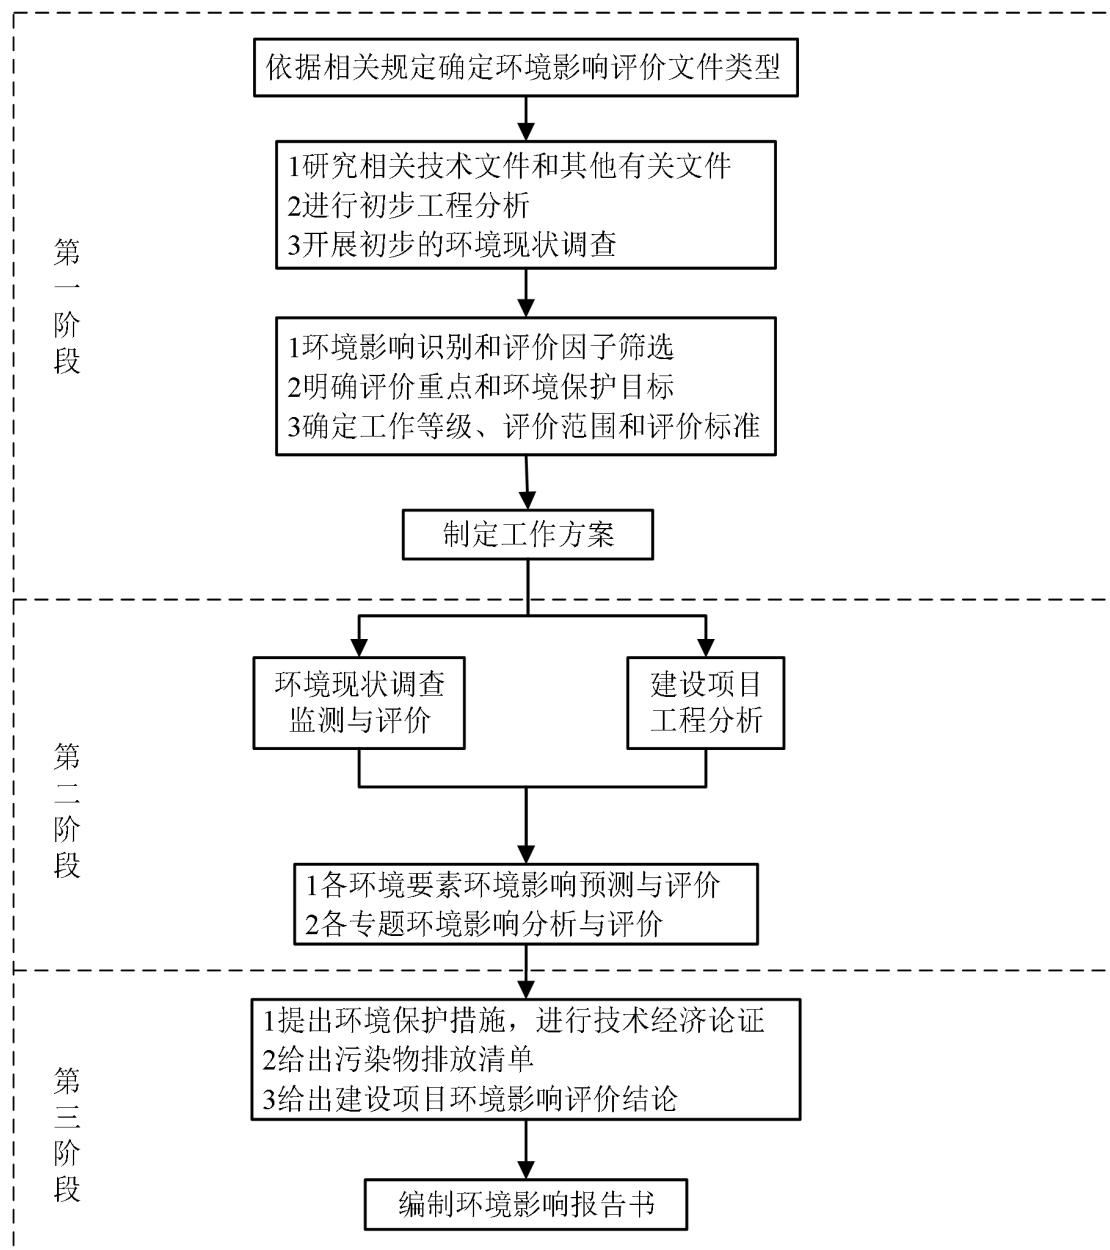 依据相关规定确定环境影响评价文件类型
1研究相关技术文件和其他有关文件
2进行初步工程分析
3开展初步的环境现状调查
第一阶段
1环境影响识别和评价因子筛选
2明确评价重点和环境保护目标
3确定工作等级、评价范围和评价标准
制定工作方案
环境现状调查
监测与评价
建设项目
工程分析
第二阶段
1各环境要素环境影响预测与评价
2各专题环境影响分析与评价
1提出环境保护措施，进行技术经济论证
2给出污染物排放清单
3给出建设项目环境影响评价结论
第三阶段
编制环境影响报告书